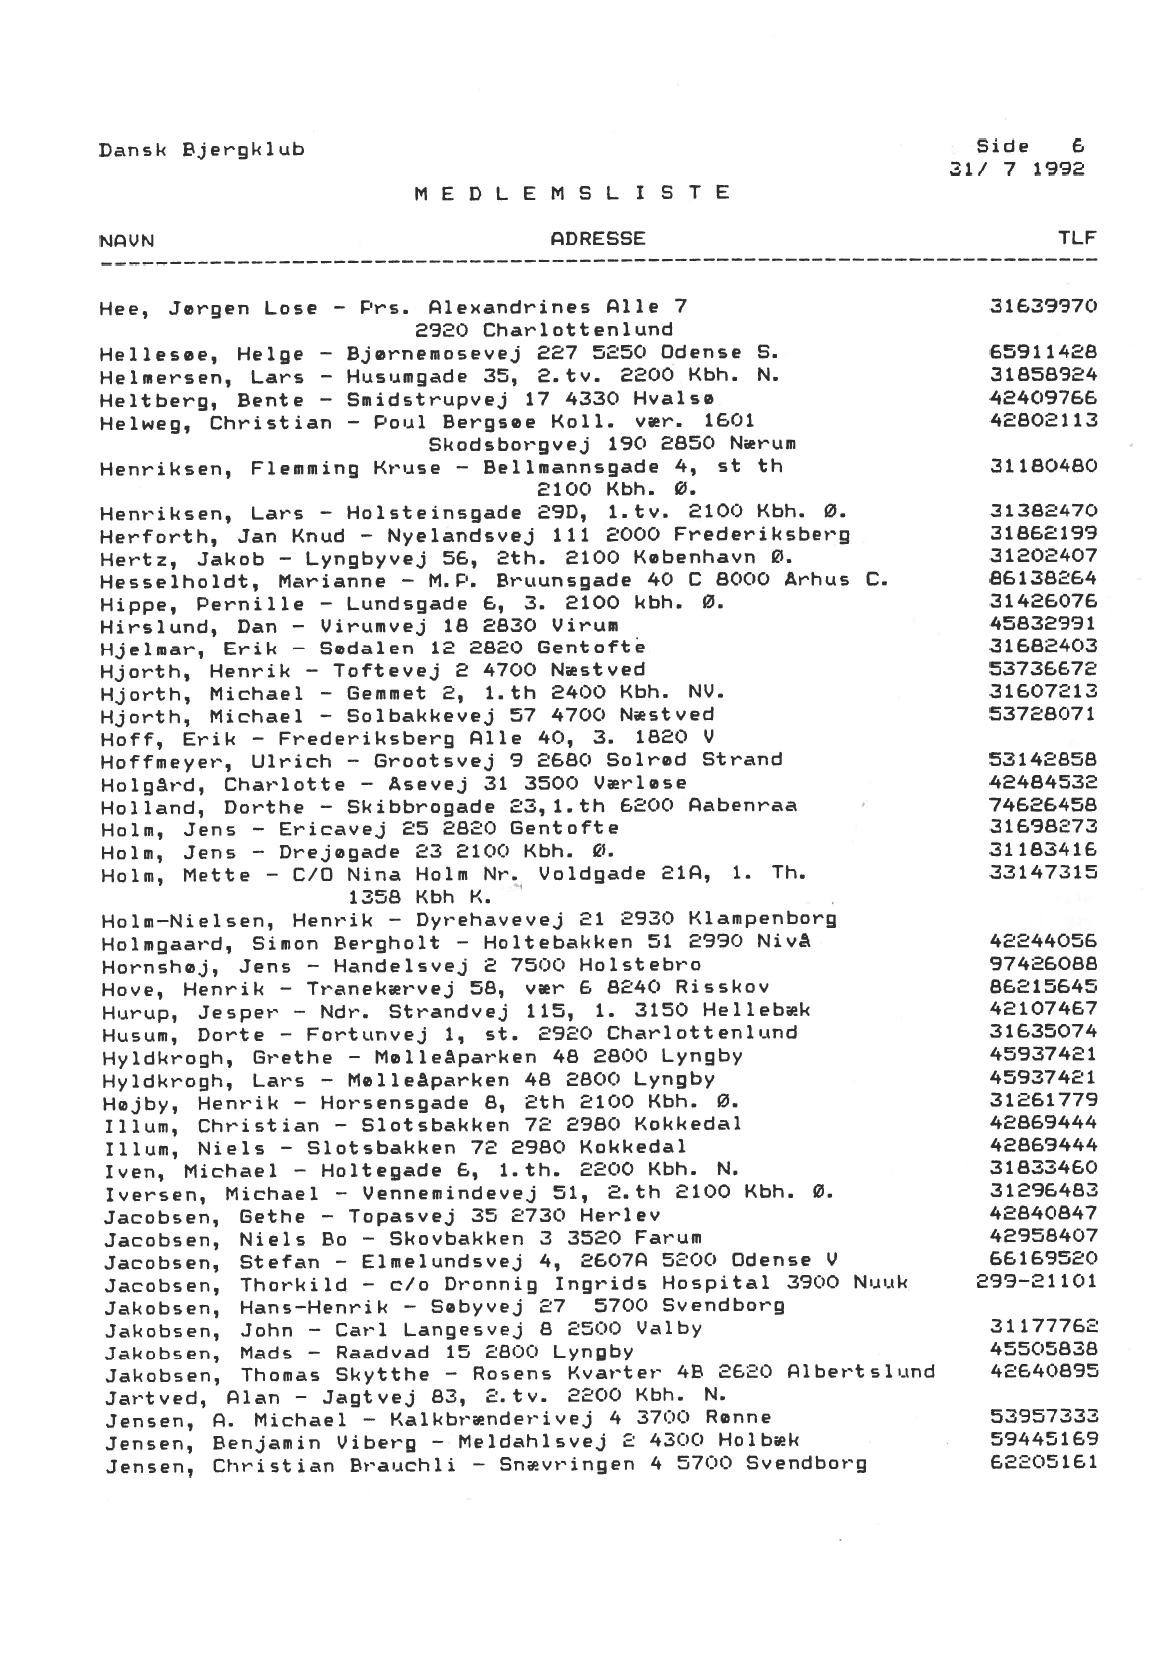 Dansk Bjergklub Side 6
31/ 7 1992
M E D L E M S L I S T E
NAVN ADRESSE TLF
-------------------------------------------------------------------------
Hee, Jørgen Lose - Prs. Alexandrines Alle 7 31639970
2920 Charlottenlund
Hellesøe, Helge - Bjørnemosevej 227 5250 Odense S. 65911428
Helmersen, Lars - Husumgade 35, 2.tv. 2200 Kbh. N. 31858924
Heltberg, Bente - Smidstrupvej 17 4330 Hvalsø 42409766
Helweg, Christian - Poul Bergsøe Koll. vær. 1601 42802113
Skodsborgvej 190 2850 Nærum
Henriksen, Flemming Kruse - Bellmannsgade 4, st th 31180480
2100 Kbh. Ø.
Henriksen, Lars - Holsteinsgade 29D, 1.tv. 2100 Kbh. Ø. 31382470
Herforth, Jan Knud - Nyelandsvej 111 2000 Frederiksberg 31862199
Hertz, Jakob - Lyngbyvej 56, 2th. 2100 København Ø. 31202407
Hesselholdt, Marianne - M.P. Bruunsgade 40 C 8000 Arhus C. 86138264
Hippe, Pernille - Lundsgade 6, 3. 2100 kbh. Ø. 31426076
Hirslund, Dan - Virumvej 18 2830 Virum 45832991
Hjelmar, Erik - Sødalen 12 2820 Gentofte 31682403
Hjorth, Henrik - Toftevej 2 4700 Næstved 53736672
Hjorth, Michael - Gemmet 2, 1.th 2400 Kbh. NV. 31607213
Hjorth, Michael - Solbakkevej 57 4700 Næstved 53728071
Hoff, Erik - Frederiksberg Alle 40, 3. 1820 V
Hoffmeyer, Ulrich - Grootsvej 9 2680 Solrød Strand 53142858
Holgård, Charlotte - Asevej 31 3500 Værløse 42484532
Holland, Dorthe - Skibbrogade 23,1.th 6200 Aabenraa 74626458
Holm, Jens - Ericavej 25 2820 Gentofte 31698273
Holm, Jens - Drejøgade 23 2100 Kbh. Ø. 31183416
Holm, Mette - C/O Nina Holm Nr. Voldgade 21A, 1. Th. 33147315
1358 Kbh K.
Holm-Nielsen, Henrik - Dyrehavevej 21 2930 Klampenborg
Holmgaard, Simon Bergholt - Holtebakken 51 2990 Nivå 42244056
Hornshøj, Jens - Handelsvej 2 7500 Holstebro 97426088
Hove, Henrik - Tranekærvej 58, vær 6 8240 Risskov 86215645
Hurup, Jesper - Ndr. Strandvej 115, 1. 3150 Hellebæk 42107467
Husum, Dorte - Fortunvej 1, st. 2920 Charlottenlund 31635074
Hyldkrogh, Grethe - Mølleåparken 48 2800 Lyngby 45937421
Hyldkrogh, Lars - Mølleåparken 48 2800 Lyngby 45937421
Højby, Henrik - Horsensgade 8, 2th 2100 Kbh. Ø. 31261779
Illum, Christian - Slotsbakken 72 2980 Kokkedal 42869444
Illum, Niels - Slotsbakken 72 2980 Kokkedal 42869444
Iven, Michael - Holtegade 6, 1.th. 2200 Kbh. N. 31833460
Iversen, Michael - Vennemindevej 51, 2.th 2100 Kbh. Ø. 31296483
Jacobsen, Gethe - Topasvej 35 2730 Herlev 42840847
Jacobsen, Niels Bo - Skovbakken 3 3520 Farum 42958407
Jacobsen, Stefan - Elmelundsvej 4, 2607A 5200 Odense V 66169520
Jacobsen, Thorkild - c/o Dronnig Ingrids Hospital 3900 Nuuk 299-21101
Jakobsen, Hans-Henrik - Søbyvej 27 5700 Svendborg
Jakobsen, John - Carl Langesvej 8 2500 Valby 31177762
Jakobsen, Mads - Raadvad 15 2800 Lyngby 45505838
Jakobsen, Thomas Skytthe - Rosens Kvarter 4B 2620 Albertslund 42640895
Jartved, Alan - Jagtvej 83, 2.tv. 2200 Kbh. N.
Jensen, A. Michael - Kalkbrænderivej 4 3700 Rønne 53957333
Jensen, Benjamin Viberg - Meldahlsvej 2 4300 Holbæk 59445169
Jensen, Christian Brauchli - Snævringen 4 5700 Svendborg 62205161